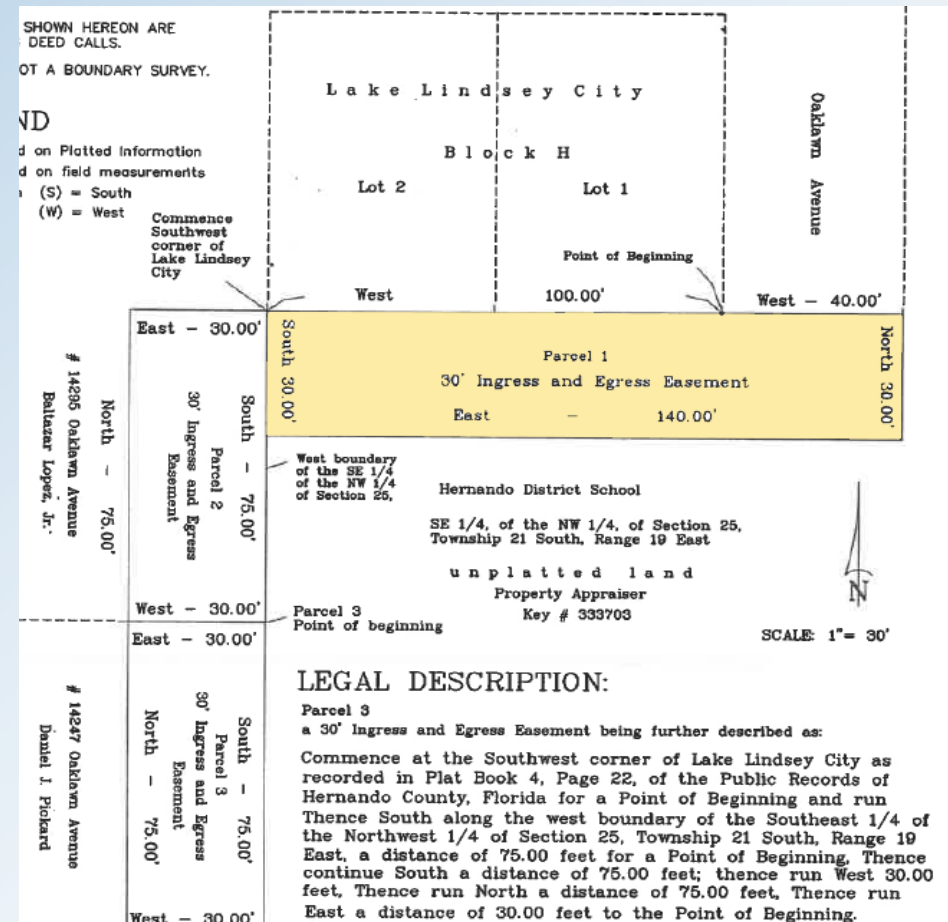 SHOWN HEREON ARE
DEED CALLS.
OT A BOUNDARY SURVEY.
ND
d on Platted Information
d on field measurements
(S) = South
(W) = West
Commence
Southwest
corner of
Lake Lindsey
City
Lake Lindsey City
Block H
Lot 2
Lot 1
Oaklawn Avenue
Point of Beginning
West
100.00'
West - 40.00'
East - 30.00'
South 30.00'
Parcel 1
30' Ingress and Egress Easement
East - 140.00'
North 30.00'
# 14295 Oaklawn Avenue
Baltazar Lopez, Jr.
North - 75.00'
30' Ingress and Egress
Easement
Parcel 2
South - 75.00'
West boundary
of the SE 1/4
of the NW 1/4
of Section 25,
Hernando District School
SE 1/4, of the NW 1/4, of Section 25,
Township 21 South, Range 19 East
unplatted land
Property Appraiser
Key # 333703
N
SCALE: 1"= 30'
West - 30.00'
Parcel 3
Point of beginning
East - 30.00'
# 14247 Oaklawn Avenue
Daniel J. Pickard
North - 75.00'
30' Ingress and Egress
Easement
Parcel 3
South - 75.00'
West - 30.00'
LEGAL DESCRIPTION:
Parcel 3
a 30' Ingress and Egress Easement being further described as:
Commence at the Southwest corner of Lake Lindsey City as
recorded in Plat Book 4, Page 22, of the Public Records of
Hernando County, Florida for a Point of Beginning and run
Thence South along the west boundary of the Southeast 1/4 of
the Northwest 1/4 of Section 25, Township 21 South, Range 19
East, a distance of 75.00 feet for a Point of Beginning, Thence
continue South a distance of 75.00 feet; thence run West 30.00
feet, Thence run North a distance of 75.00 feet, Thence run
East a distance of 30.00 feet to the Point of Beginning.